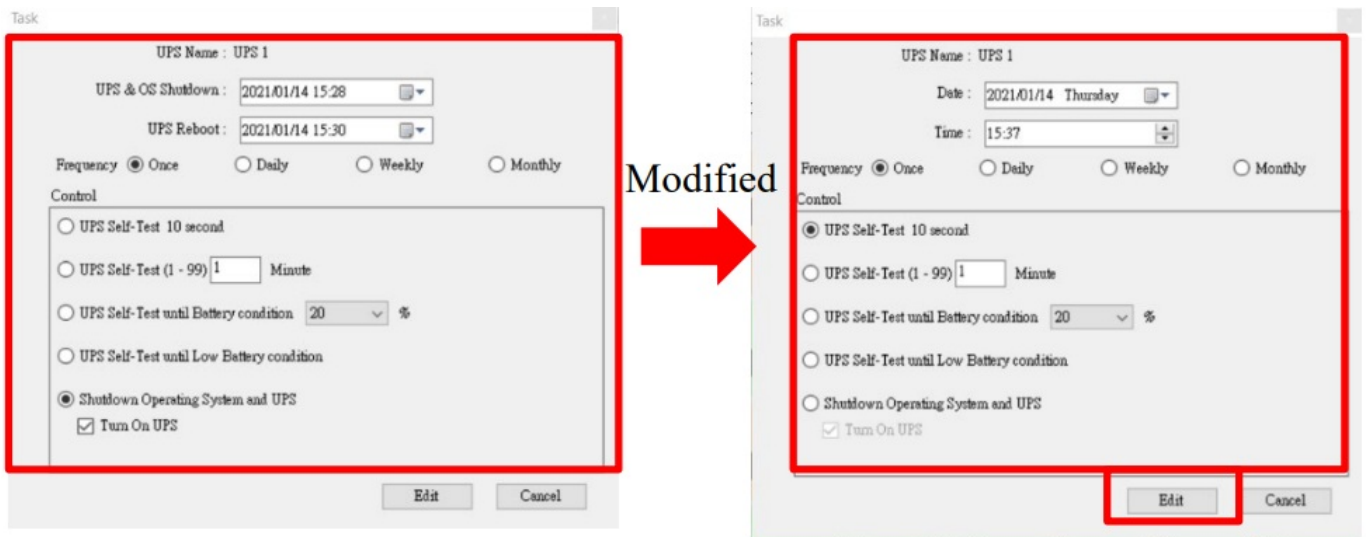 Task
UPS Name : UPS 1
UPS & OS Shutdown : 2021/01/14 15:28
UPS Reboot : 2021/01/14 15:30
Frequency Once Daily Weekly Monthly
Control
UPS Self-Test 10 second
UPS Self-Test (1 - 99) 1 Minute
UPS Self-Test until Battery condition 20 %
UPS Self-Test until Low Battery condition
Shutdown Operating System and UPS
Turn On UPS
Edit Cancel
Modified
Task
UPS Name : UPS 1
Date : 2021/01/14 Thursday
Time : 15:37
Frequency Once Daily Weekly Monthly
Control
UPS Self-Test 10 second
UPS Self-Test (1 - 99) 1 Minute
UPS Self-Test until Battery condition 20 %
UPS Self-Test until Low Battery condition
Shutdown Operating System and UPS
Turn On UPS
Edit Cancel